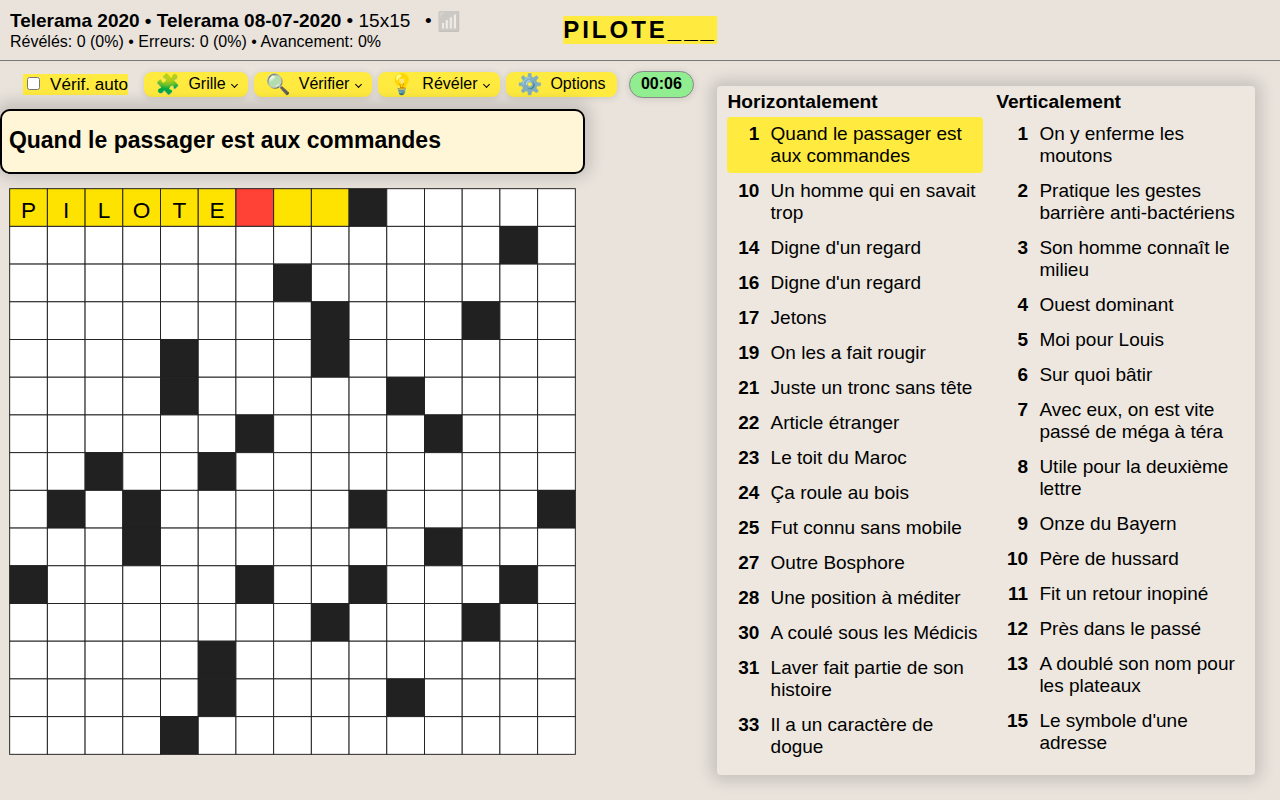 Telerama 2020 • Telerama 08-07-2020 • 15x15 •
Révélés: 0 (0%) • Erreurs: 0 (0%) • Avancement: 0%
PILOTE___
Vérif. auto
Grille
Vérifier
Révéler
Options
00:06
Quand le passager est aux commandes
P I L O T E
Horizontalement
1 Quand le passager est
aux commandes
10 Un homme qui en savait
trop
14 Digne d'un regard
16 Digne d'un regard
17 Jetons
19 On les a fait rougir
21 Juste un tronc sans tête
22 Article étranger
23 Le toit du Maroc
24 Ça roule au bois
25 Fut connu sans mobile
27 Outre Bosphore
28 Une position à méditer
30 A coulé sous les Médicis
31 Laver fait partie de son
histoire
33 Il a un caractère de
dogue
Verticalement
1 On y enferme les
moutons
2 Pratique les gestes
barrière anti-bactériens
3 Son homme connaît le
milieu
4 Ouest dominant
5 Moi pour Louis
6 Sur quoi bâtir
7 Avec eux, on est vite
passé de méga à téra
8 Utile pour la deuxième
lettre
9 Onze du Bayern
10 Père de hussard
11 Fit un retour inopiné
12 Près dans le passé
13 A doublé son nom pour
les plateaux
15 Le symbole d'une
adresse